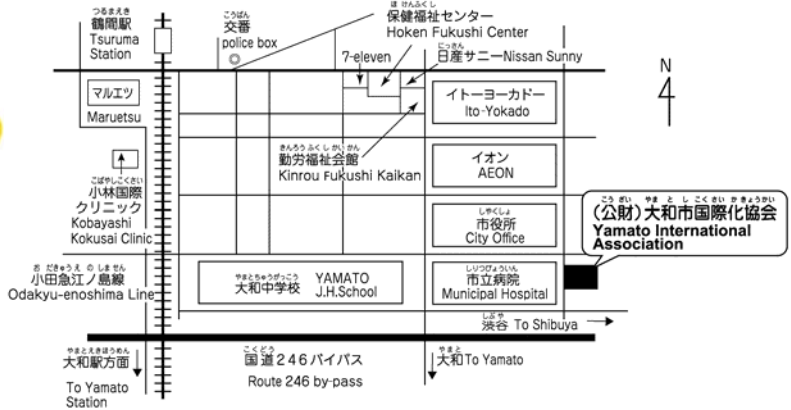 つるまえき
鶴間駅
Tsuruma
Station
こうばん
交番
police box
ほけんふくし
保健福祉センター
Hoken Fukushi Center
7-eleven
にっさん
日産サニーNissan Sunny
N
マルエツ
Maruetsu
イトーヨーカドー
Ito-Yokado
きんろうふくしかいかん
勤労福祉会館
Kinrou Fukushi Kaikan
イオン
AEON
こばやしこくさい
小林国際
クリニック
Kobayashi
Kokusai Clinic
しやくしょ
市役所
City Office
こうざい やまとしこくさいかきょうかい
(公財)大和市国際化協会
Yamato International
Association
おだきゅうえのしません
小田急江ノ島線
Odakyu-enoshima Line
やまとちゅうがっこう
大和中学校 YAMATO
J.H.School
しりつびょういん
市立病院
Municipal Hospital
しぶや
渋谷 To Shibuya
やまとえきほうめん
大和駅方面
To Yamato
Station
こくどう
国道246バイパス
Route 246 by-pass
やまと
大和To Yamato